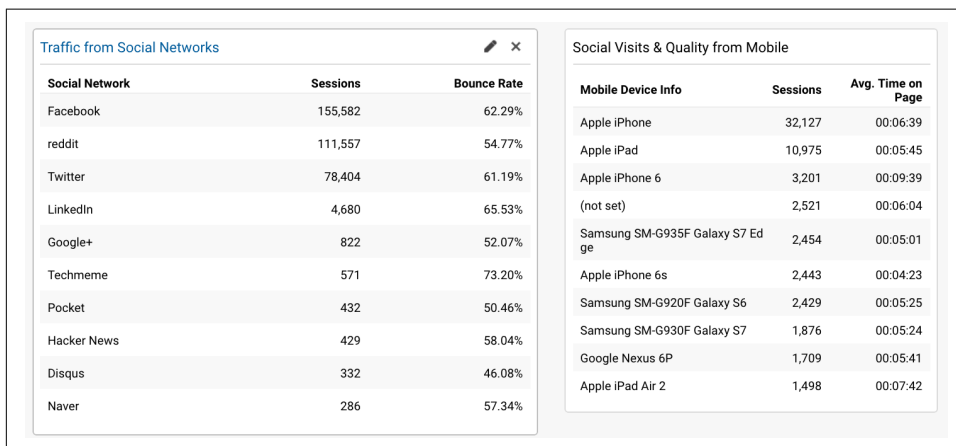 Traffic from Social Networks
Social Network Sessions Bounce Rate
Facebook 155,582 62.29%
reddit 111,557 54.77%
Twitter 78,404 61.19%
LinkedIn 4,680 65.53%
Google+ 822 52.07%
Techmeme 571 73.20%
Pocket 432 50.46%
Hacker News 429 58.04%
Disqus 332 46.08%
Naver 286 57.34%
Social Visits & Quality from Mobile
Mobile Device Info Sessions Avg. Time on
Page
Apple iPhone 32,127 00:06:39
Apple iPad 10,975 00:05:45
Apple iPhone 6 3,201 00:09:39
(not set) 2,521 00:06:04
Samsung SM-G935F Galaxy S7 Ed
ge 2,454 00:05:01
Apple iPhone 6s 2,443 00:04:23
Samsung SM-G920F Galaxy S6 2,429 00:05:25
Samsung SM-G930F Galaxy S7 1,876 00:05:24
Google Nexus 6P 1,709 00:05:41
Apple iPad Air 2 1,498 00:07:42